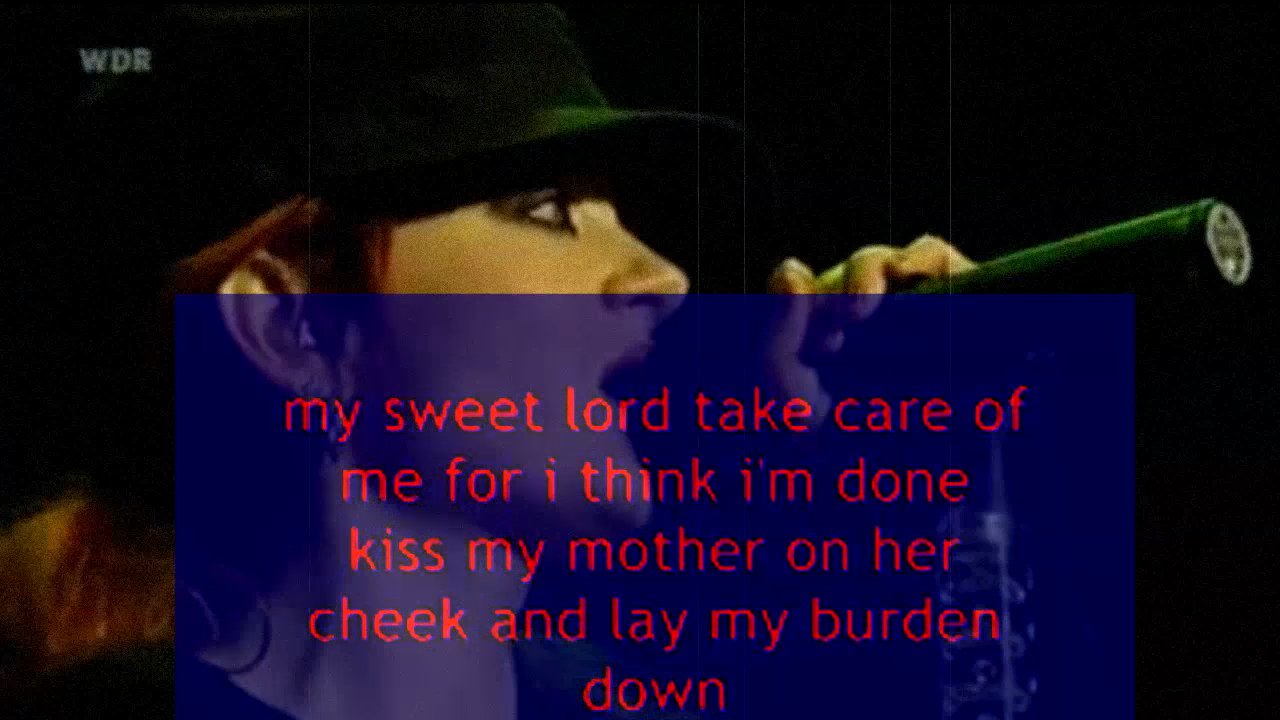 WDR
my sweet lord take care of
me for i think i'm done
kiss my mother on her
cheek and lay my burden
down